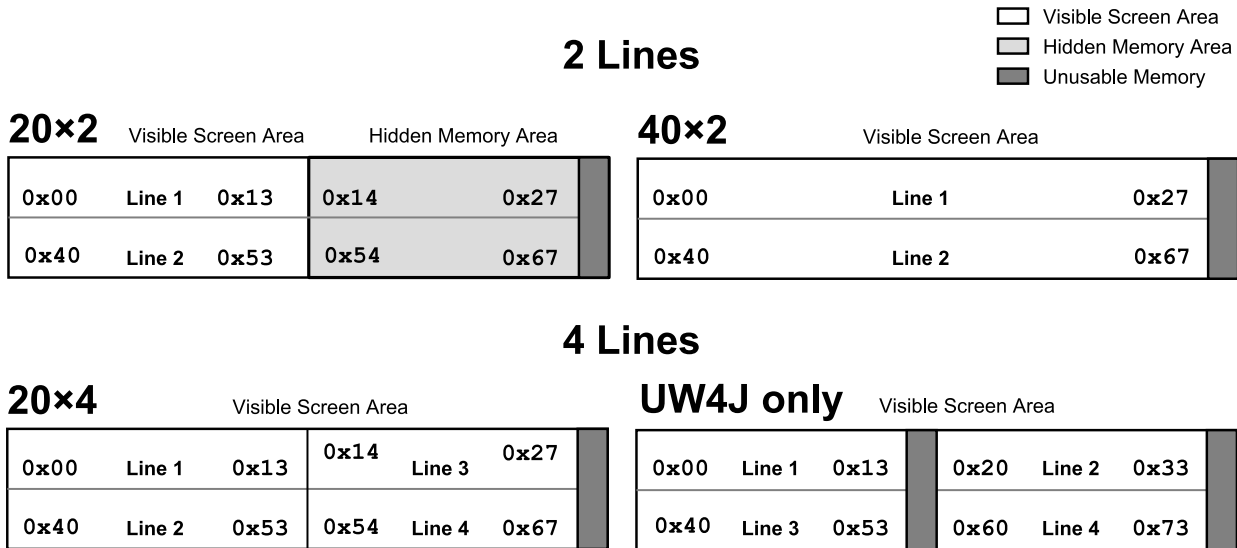 Visible Screen Area
Hidden Memory Area
Unusable Memory
2 Lines
20×2 Visible Screen Area Hidden Memory Area
0x00 Line 1 0x13 0x14 0x27
0x40 Line 2 0x53 0x54 0x67
40×2 Visible Screen Area
0x00 Line 1 0x27
0x40 Line 2 0x67
4 Lines
20×4 Visible Screen Area
0x00 Line 1 0x13 0x14 Line 3 0x27
0x40 Line 2 0x53 0x54 Line 4 0x67
UW4J only Visible Screen Area
0x00 Line 1 0x13 0x20 Line 2 0x33
0x40 Line 3 0x53 0x60 Line 4 0x73